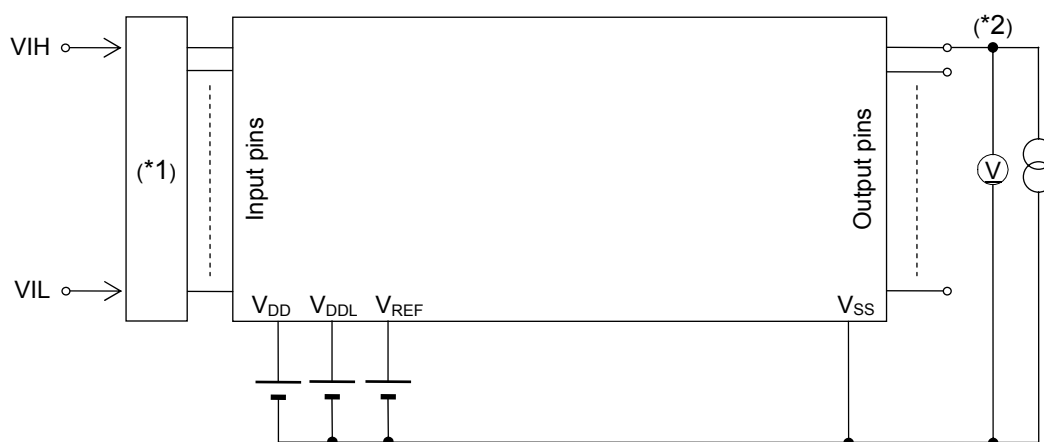 VIH
(*2)
(*1)
Input pins
Output pins
V
VIL
VDD
VDDL
VREF
VSS